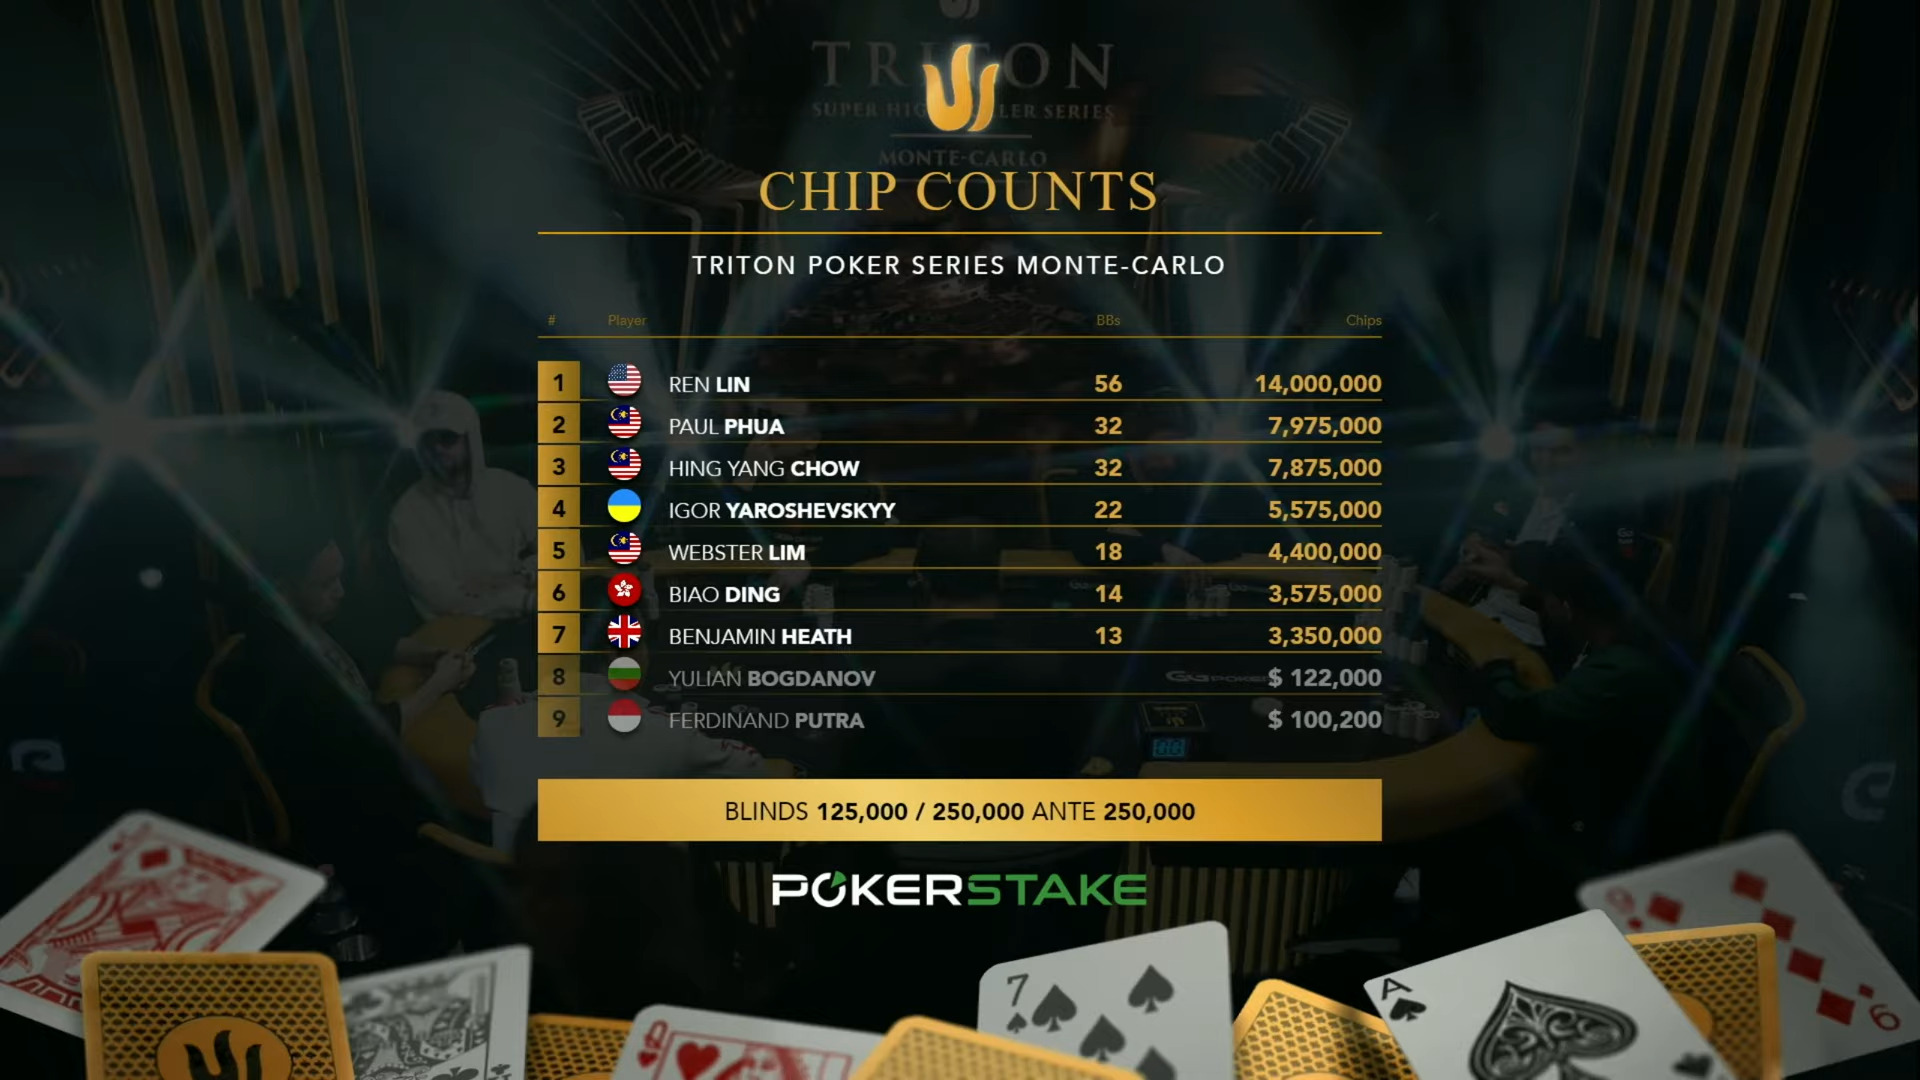 TRITON
MONTE-CARLO
CHIP COUNTS
TRITON POKER SERIES MONTE-CARLO
# Player BBs Chips
1 REN LIN 56 14,000,000
2 PAUL PHUA 32 7,975,000
3 HING YANG CHOW 32 7,875,000
4 IGOR YAROSHEVSKYY 22 5,575,000
5 WEBSTER LIM 18 4,400,000
6 BIAO DING 14 3,575,000
7 BENJAMIN HEATH 13 3,350,000
8 YULIAN BOGDANOV $ 122,000
9 FERDINAND PUTRA $ 100,200
BLINDS 125,000 / 250,000 ANTE 250,000
POKERSTAKE
7
A
9
Q